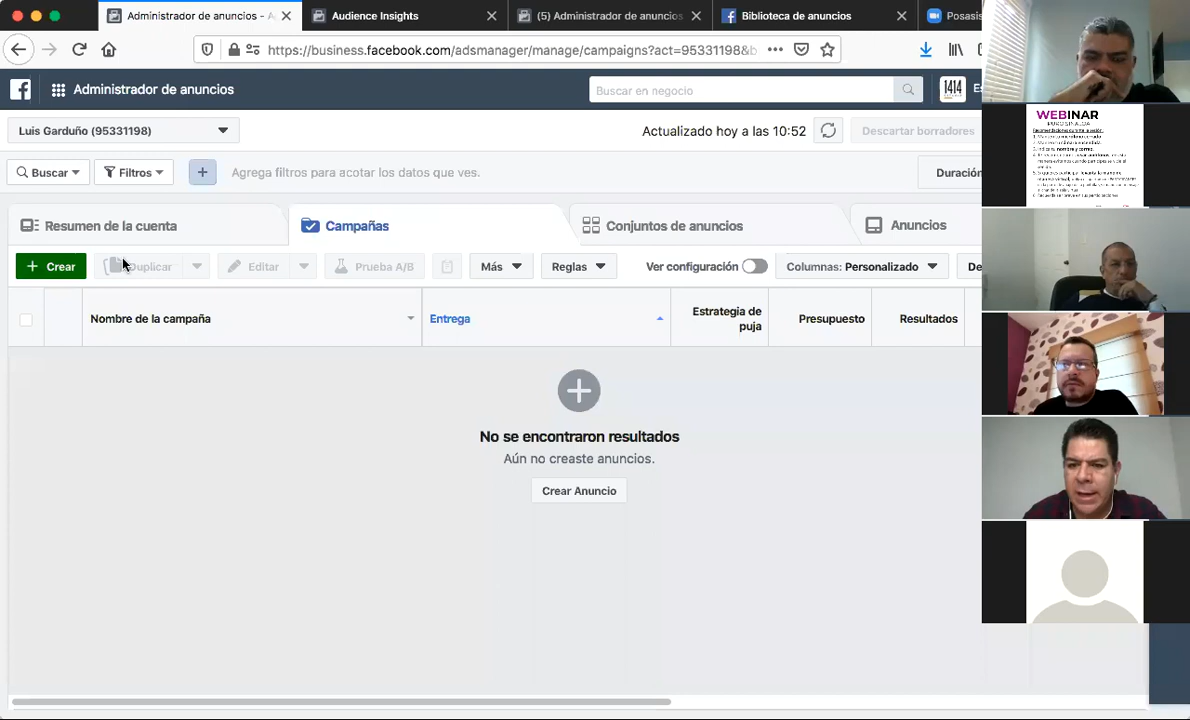 Administrador de anuncios - A
Audience Insights
(5) Administrador de anuncios
Biblioteca de anuncios
Posasis
https://business.facebook.com/adsmanager/manage/campaigns?act=95331198&b
Administrador de anuncios
Buscar en negocio
1414
Es
Luis Garduño (95331198)
Actualizado hoy a las 10:52
Descartar borradores
Buscar
Filtros
Agrega filtros para acotar los datos que ves.
Duración
Resumen de la cuenta
Campañas
Conjuntos de anuncios
Anuncios
+ Crear
Duplicar
Editar
Prueba A/B
Más
Reglas
Ver configuración
Columnas: Personalizado
De
Nombre de la campaña
Entrega
Estrategia de
puja
Presupuesto
Resultados
No se encontraron resultados
Aún no creaste anuncios.
Crear Anuncio
WEBINAR